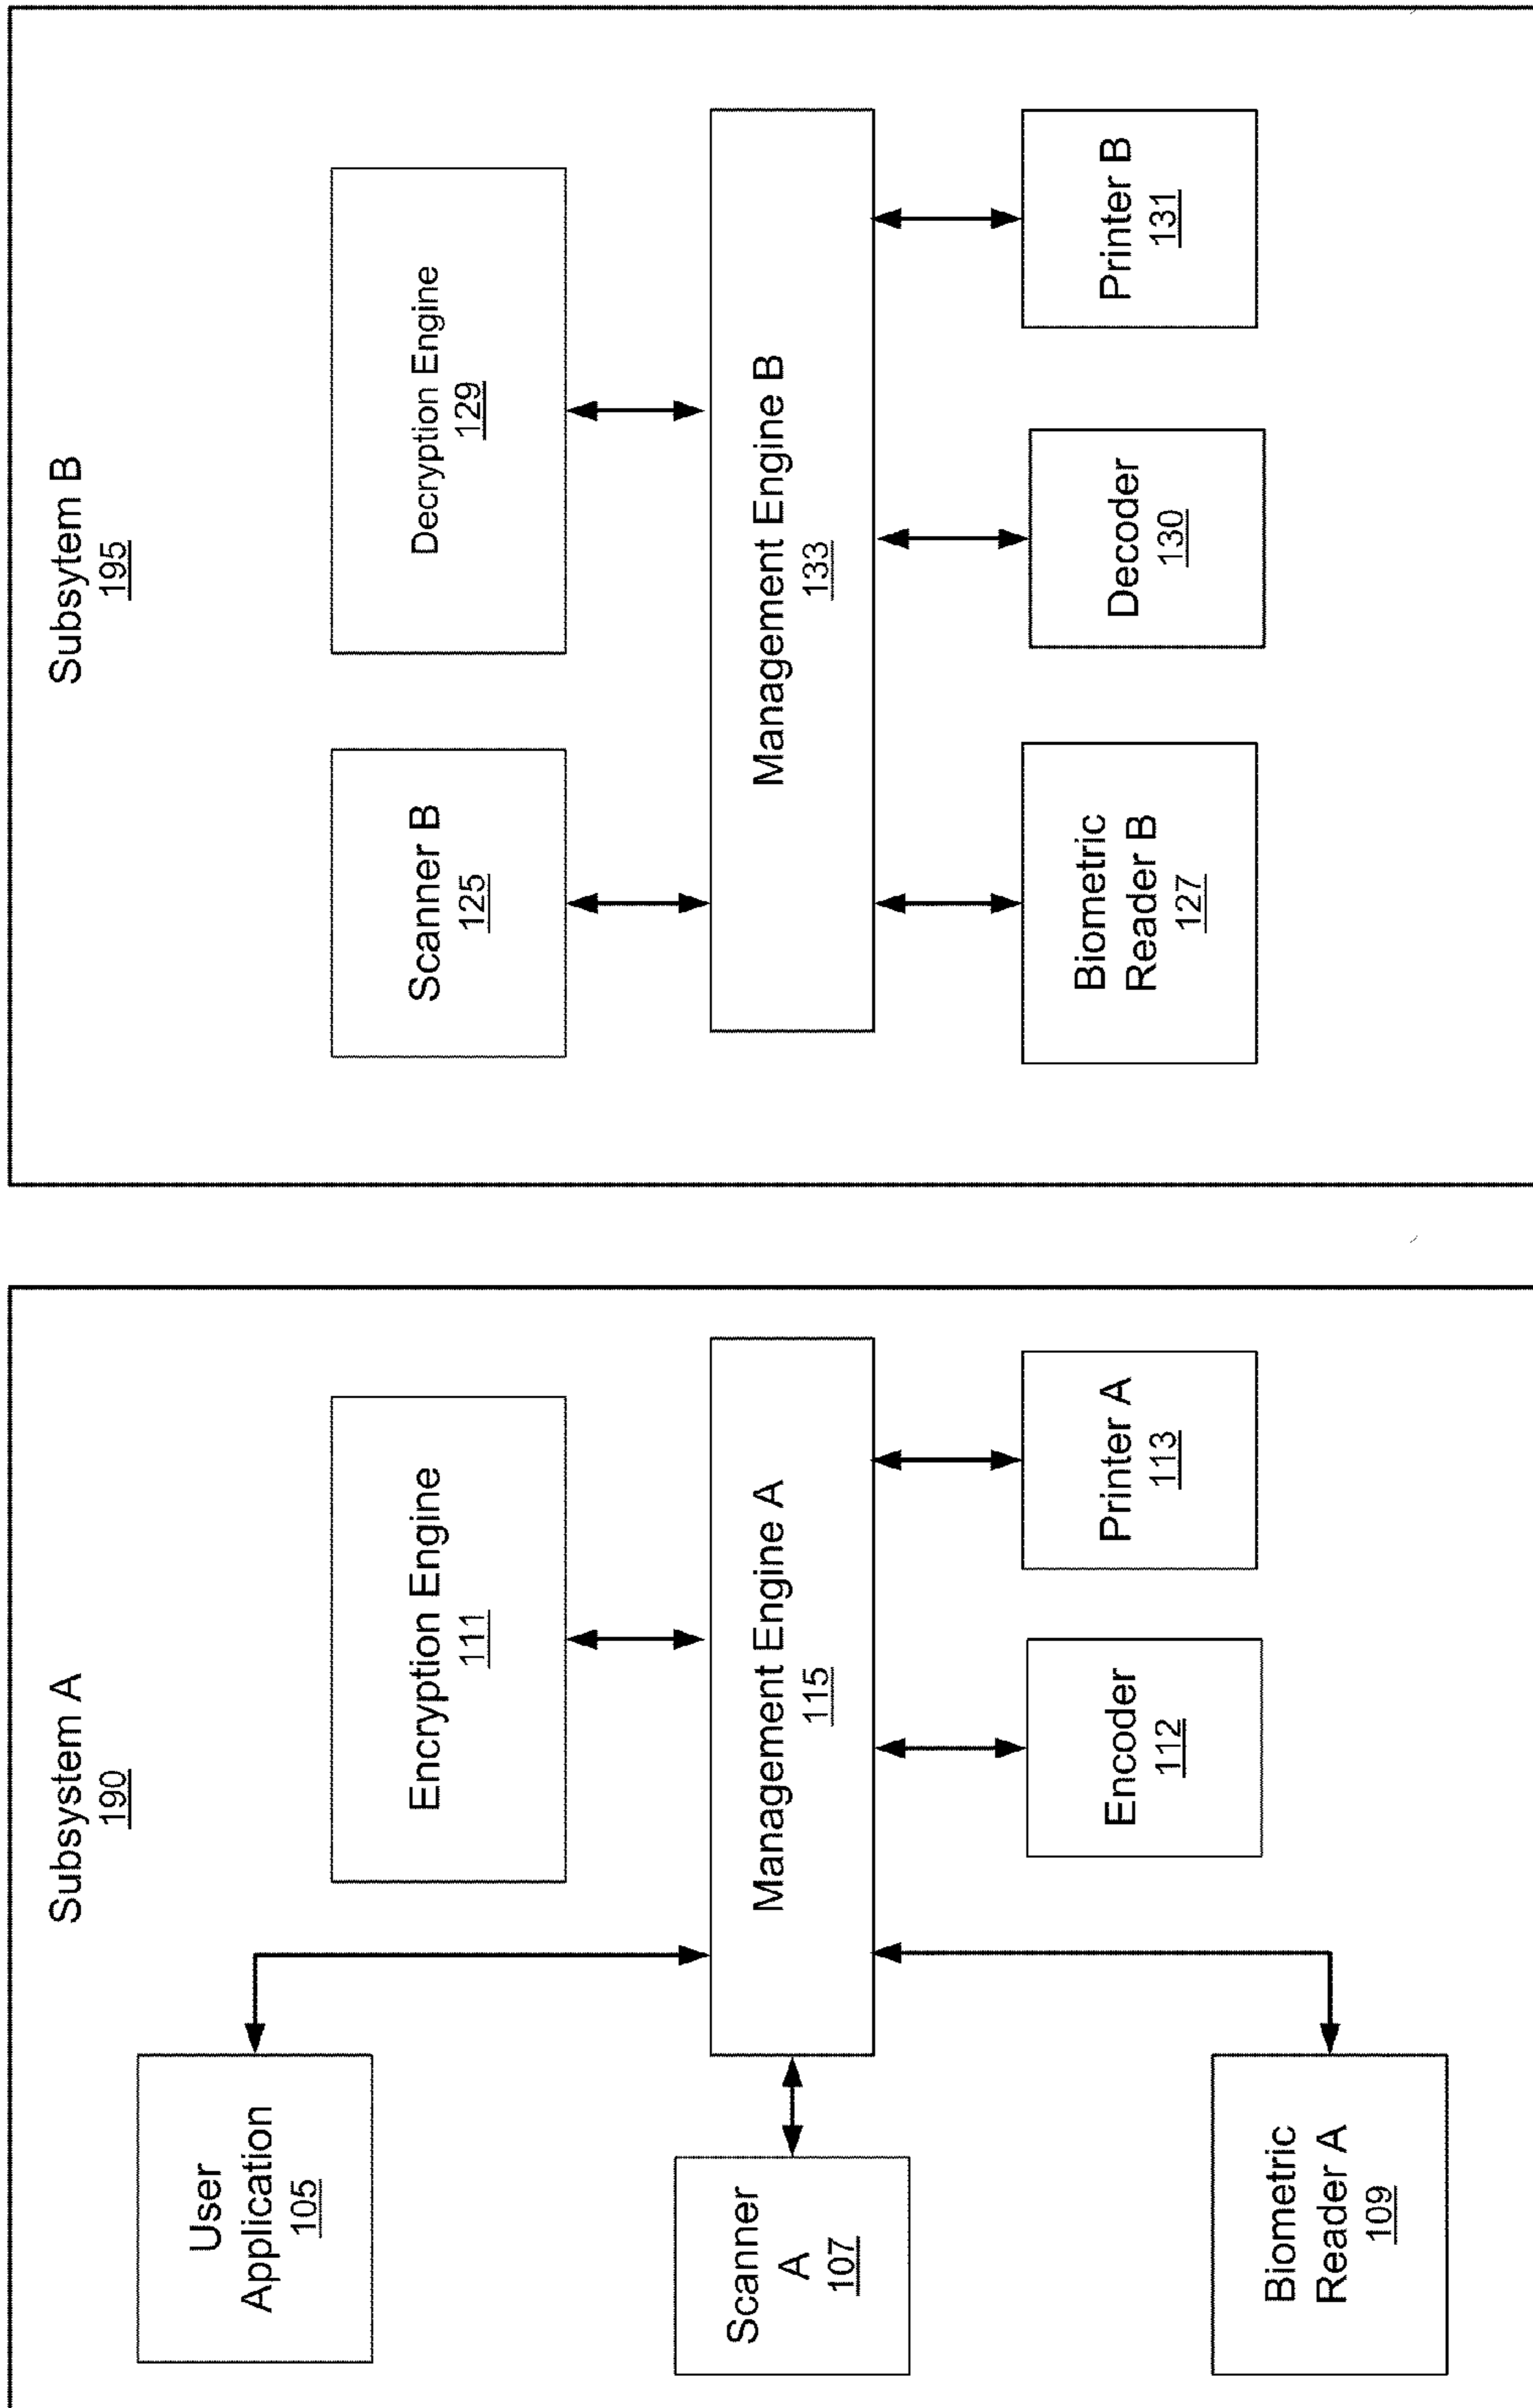 Subsystem A
190
User
Application
105
Encryption Engine
111
Scanner
A
107
Management Engine A
115
Encoder
112
Printer A
113
Biometric
Reader A
109
Subsytem B
195
Scanner B
125
Decryption Engine
129
Management Engine B
133
Biometric
Reader B
127
Decoder
130
Printer B
131